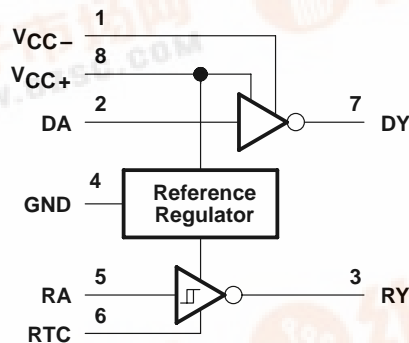 1
VCC−
8
VCC+
2
DA
7
DY
4
GND
Reference
Regulator
5
RA
3
RY
6
RTC